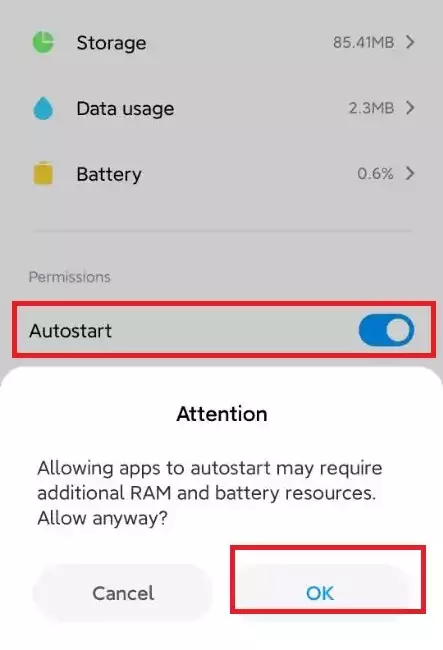 Storage 85.41MB
Data usage 2.3MB
Battery 0.6%
Permissions
Autostart
Attention
Allowing apps to autostart may require
additional RAM and battery resources.
Allow anyway?
Cancel OK